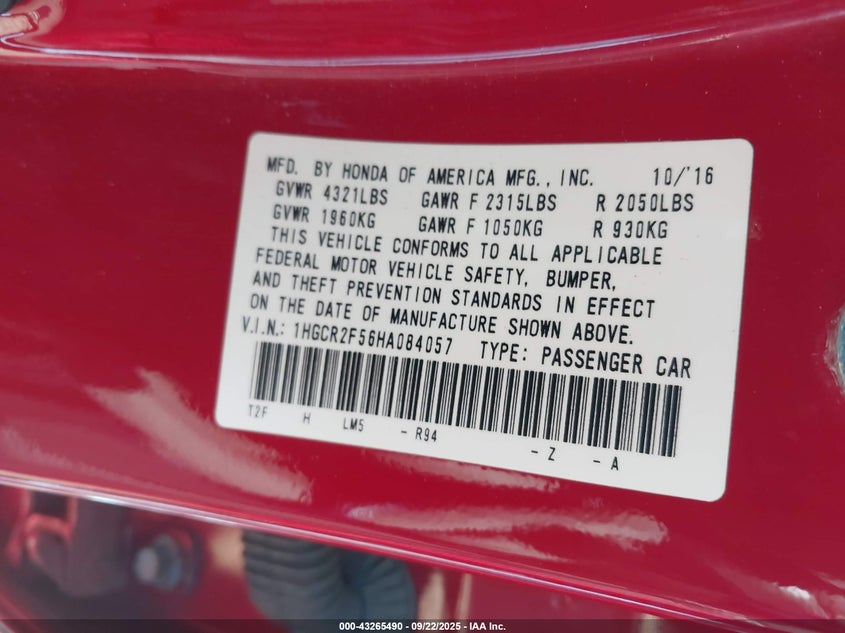 MFD. BY HONDA OF AMERICA MFG., INC. 10/'16
GVWR 4321LBS GAWR F 2315LBS R 2050LBS
GVWR 1960KG GAWR F 1050KG R 930KG
THIS VEHICLE CONFORMS TO ALL APPLICABLE
FEDERAL MOTOR VEHICLE SAFETY, BUMPER,
AND THEFT PREVENTION STANDARDS IN EFFECT
ON THE DATE OF MANUFACTURE SHOWN ABOVE.
V.I.N.: 1HGCR2F56HA084057 TYPE: PASSENGER CAR
T2F H LM5 - R94 - Z - A
000-43265490 - 09/22/2025 - IAA Inc.